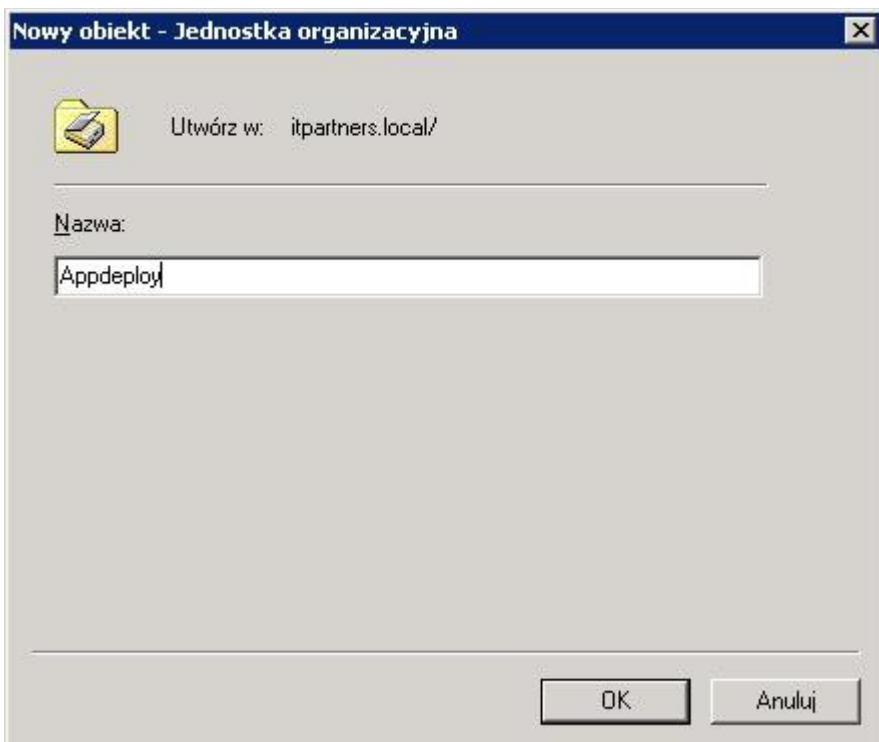 Nowy obiekt - Jednostka organizacyjna
Utwórz w: itpartners.local/
Nazwa:
Appdeploy
OK Anuluj